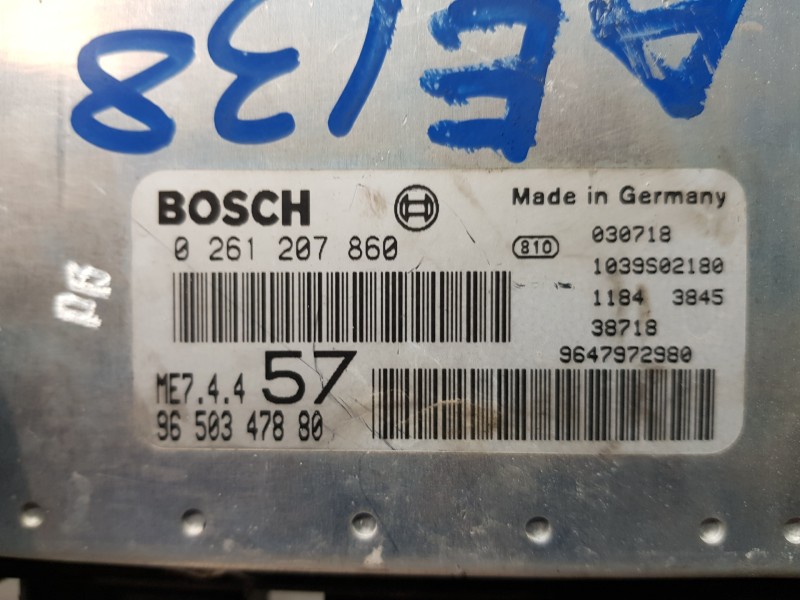 AE138
BOSCH
Made in Germany
0 261 207 860
810
030718
1039S02180
1184 3845
38718
9647972980
ME7.4.4 57
96 503 478 80